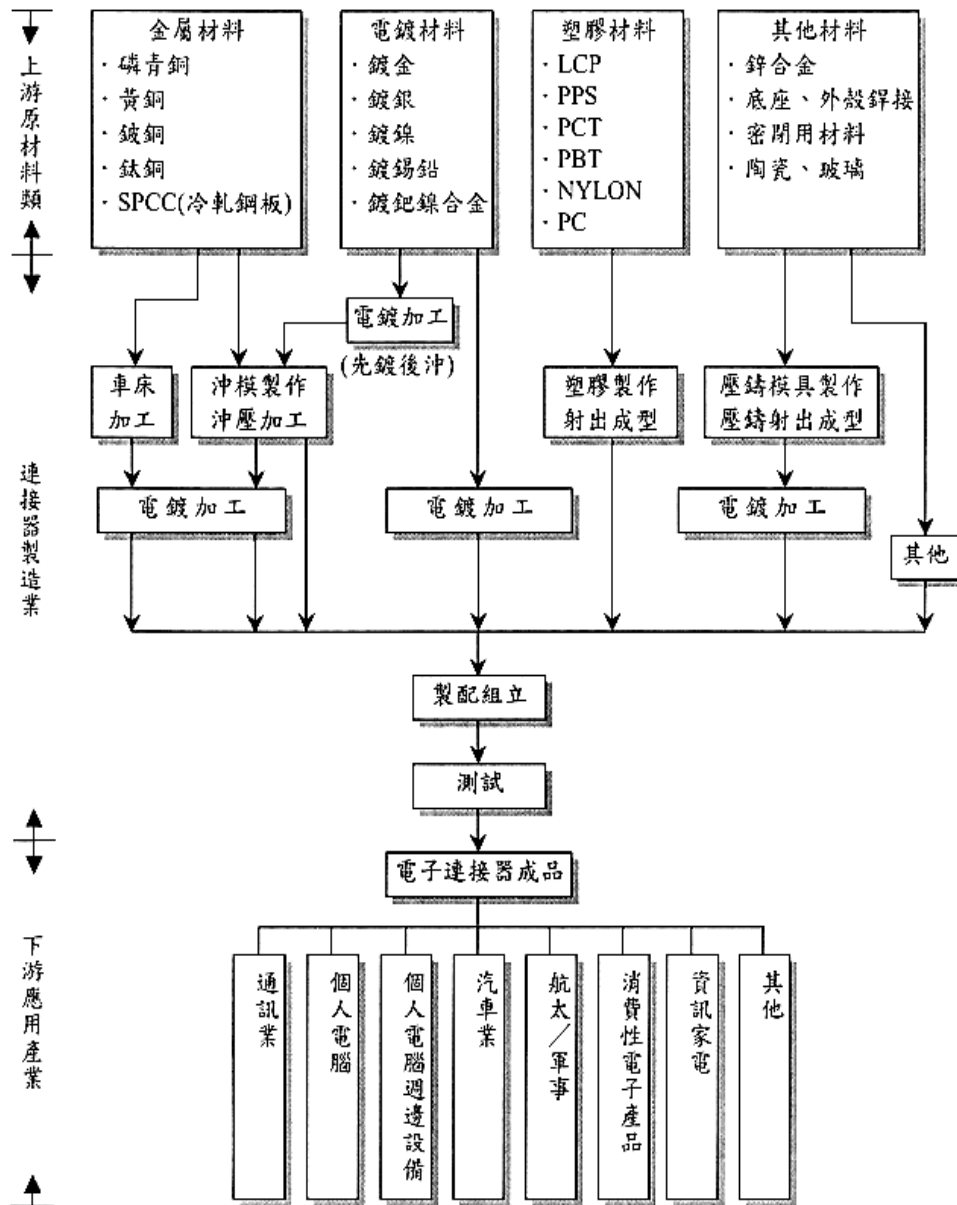 上游原材料類
金屬材料
·磷青銅
·黃銅
·鈹銅
·鈦銅
·SPCC(冷軋鋼板)
電鍍材料
·鍍金
·鍍銀
·鍍鎳
·鍍錫鉛
·鍍鈀鎳合金
塑膠材料
·LCP
·PPS
·PCT
·PBT
·NYLON
·PC
其他材料
·鋅合金
·底座、外殼銲接
·密閉用材料
·陶瓷、玻璃
連接器製造業
電鍍加工
(先鍍後沖)
車床
加工
沖模製作
沖壓加工
塑膠製作
射出成型
壓鑄模具製作
壓鑄射出成型
電鍍加工
電鍍加工
電鍍加工
其他
製配組立
測試
下游應用產業
電子連接器成品
通訊業
個人電腦
個人電腦週邊設備
汽車業
航太／軍事
消費性電子產品
資訊家電
其他